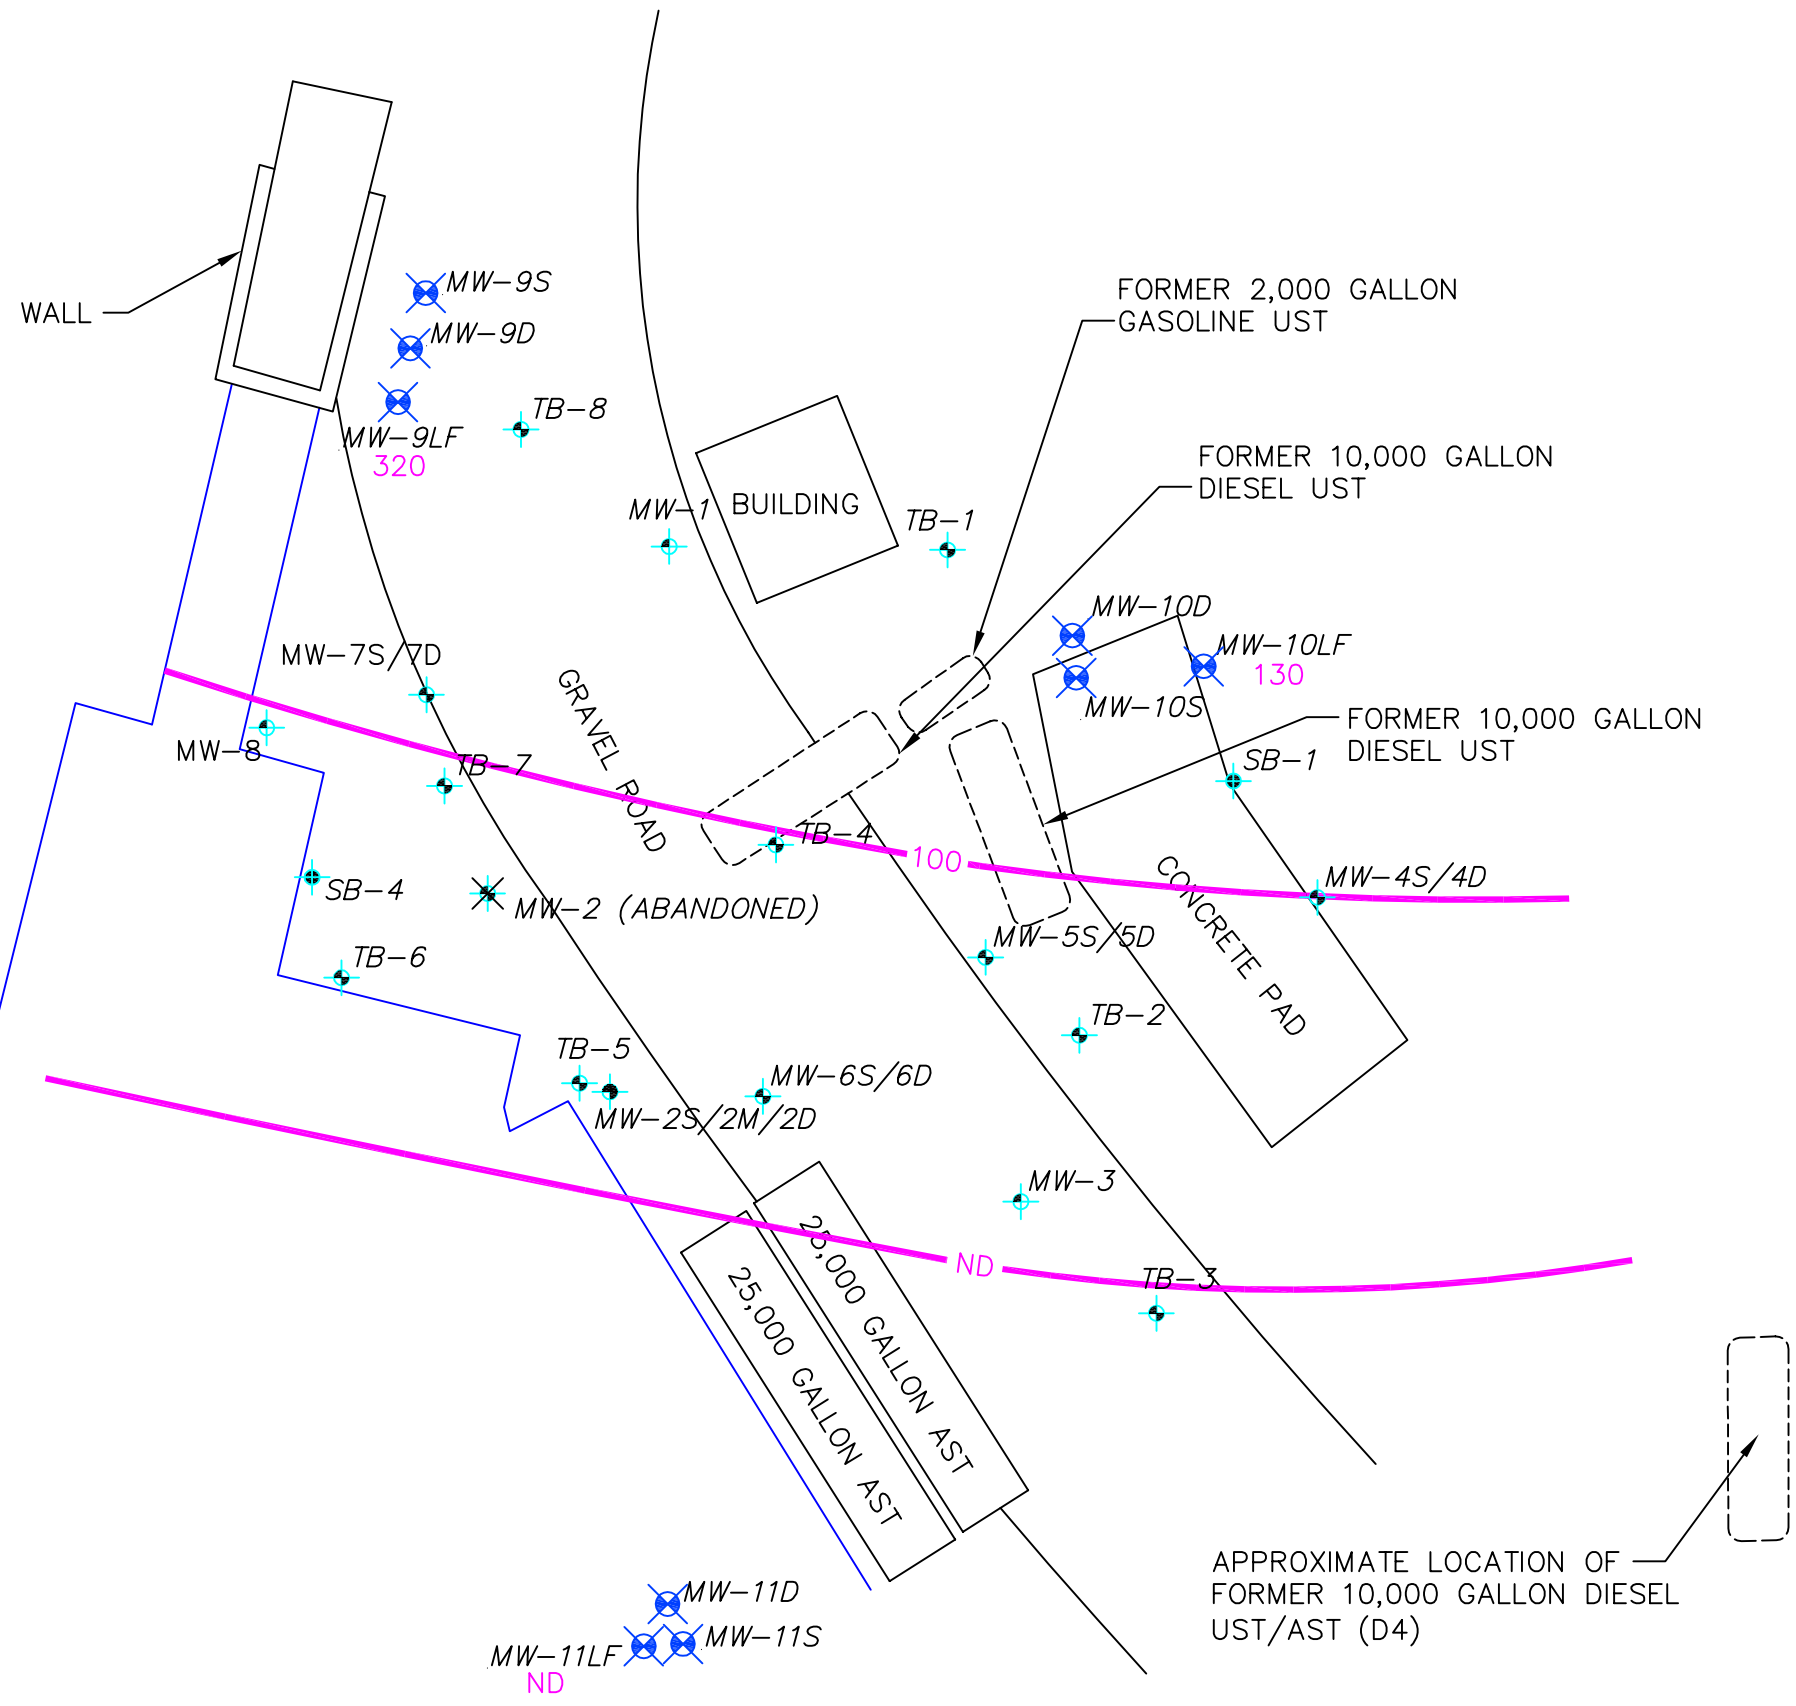 MW-9S
FORMER 2,000 GALLON
GASOLINE UST
WALL
MW-9D
TB-8
MW-9LF
320
FORMER 10,000 GALLON
DIESEL UST
MW-1
BUILDING
TB-1
MW-10D
MW-10LF
130
MW-7S/7D
GRAVEL ROAD
MW-10S
FORMER 10,000 GALLON
DIESEL UST
MW-8
TB-7
SB-1
TB-4
100
SB-4
MW-2 (ABANDONED)
MW-4S/4D
CONCRETE PAD
MW-5S/5D
TB-6
TB-2
TB-5
MW-6S/6D
MW-2S/2M/2D
MW-3
ND
TB-3
25,000 GALLON AST
25,000 GALLON AST
APPROXIMATE LOCATION OF
FORMER 10,000 GALLON DIESEL
UST/AST (D4)
MW-11D
MW-11S
MW-11LF
ND